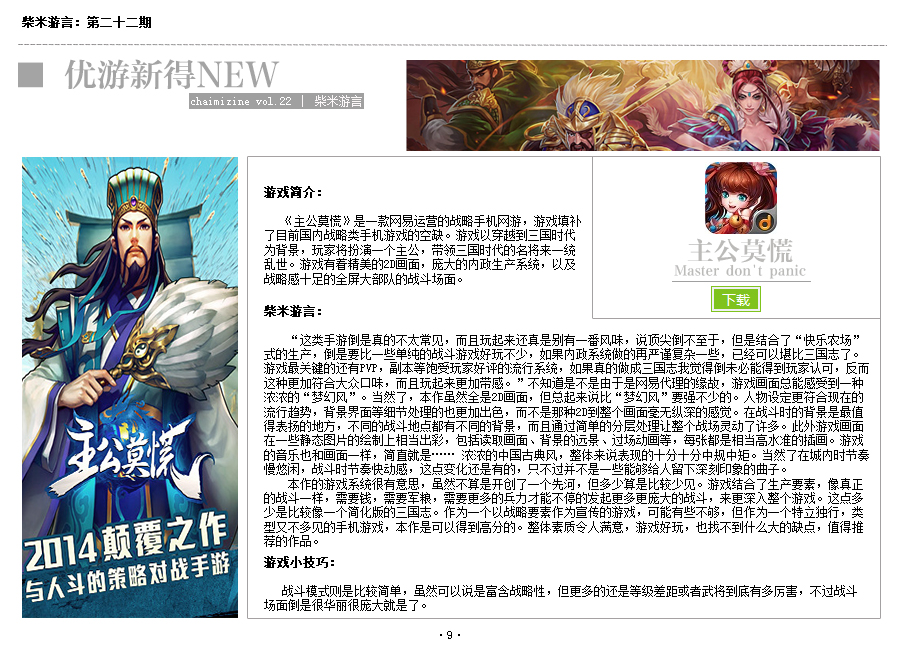 柴米游言：第二十二期
优游新得NEW
chaimizine vol.22 | 柴米游言
游戏简介：
《主公莫慌》是一款网易运营的战略手机网游，游戏填补
了目前国内战略类手机游戏的空缺。游戏以穿越到三国时代
为背景，玩家将扮演一个主公，带领三国时代的名将来一统
乱世。游戏有着精美的2D画面，庞大的内政生产系统，以及
战略感十足的全屏大部队的战斗场面。
主公莫慌
Master don't panic
下载
柴米游言：
“这类手游倒是真的不太常见，而且玩起来还真是别有一番风味，说顶尖倒不至于，但是结合了“快乐农场”
式的生产，倒是要比一些单纯的战斗游戏好玩不少，如果内政系统做的再严谨复杂一些，已经可以堪比三国志了。
游戏最关键的还有PVP，副本等饱受玩家好评的流行系统，如果真的做成三国志我觉得倒未必能得到玩家认可，反而
这种更加符合大众口味，而且玩起来更加带感。”不知道是不是由于是网易代理的缘故，游戏画面总能感受到一种
浓浓的“梦幻风”。当然了，本作虽然全是2D画面，但总起来说比“梦幻风”要强不少的。人物设定更符合现在的
流行趋势，背景界面等细节处理的也更加出色，而不是那种2D到整个画面毫无纵深的感觉。在战斗时的背景是最值
得表扬的地方，不同的战斗地点都有不同的背景，而且通过简单的分层处理让整个战场灵动了许多。此外游戏画面
在一些静态图片的绘制上相当出彩，包括读取画面、背景的远景、过场动画等，每张都是相当高水准的插画。游戏
的音乐也和画面一样，简直就是…… 浓浓的中国古典风，整体来说表现的十分十分中规中矩。当然了在城内时节奏
慢悠闲，战斗时节奏快动感，这点变化还是有的，只不过并不是一些能够给人留下深刻印象的曲子。
本作的游戏系统很有意思，虽然不算是开创了一个先河，但多少算是比较少见。游戏结合了生产要素，像真正
的战斗一样，需要钱，需要军粮，需要更多的兵力才能不停的发起更多更庞大的战斗，来更深入整个游戏。这点多
少是比较像一个简化版的三国志。作为一个以战略要素作为宣传的游戏，可能有些不够，但作为一个特立独行，类
型又不多见的手机游戏，本作是可以得到高分的。整体素质令人满意，游戏好玩，也找不到什么大的缺点，值得推
荐的作品。
游戏小技巧：
战斗模式则是比较简单，虽然可以说是富含战略性，但更多的还是等级差距或者武将到底有多厉害，不过战斗
场面倒是很华丽很庞大就是了。
主公莫慌
2014颠覆之作
与人斗的策略对战手游
·9·